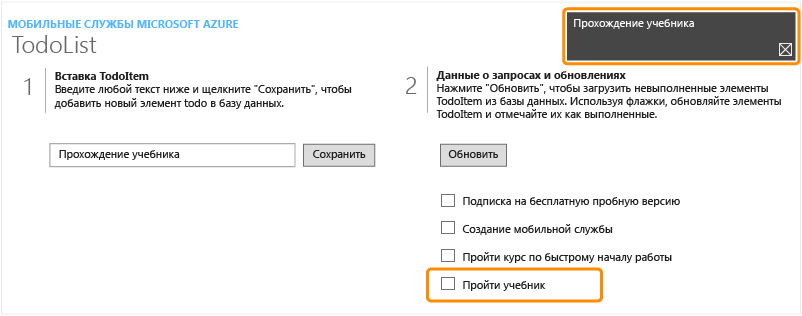 МОБИЛЬНЫЕ СЛУЖБЫ MICROSOFT AZURE
TodoList
Прохождение учебника
1
Вставка TodoItem
Введите любой текст ниже и щелкните "Сохранить", чтобы
добавить новый элемент todo в базу данных.
Прохождение учебника
Сохранить
2
Данные о запросах и обновлениях
Нажмите "Обновить", чтобы загрузить невыполненные элементы
TodoItem из базы данных. Используя флажки, обновляйте элементы
TodoItem и отмечайте их как выполненные.
Обновить
Подписка на бесплатную пробную версию
Создание мобильной службы
Пройти курс по быстрому началу работы
Пройти учебник